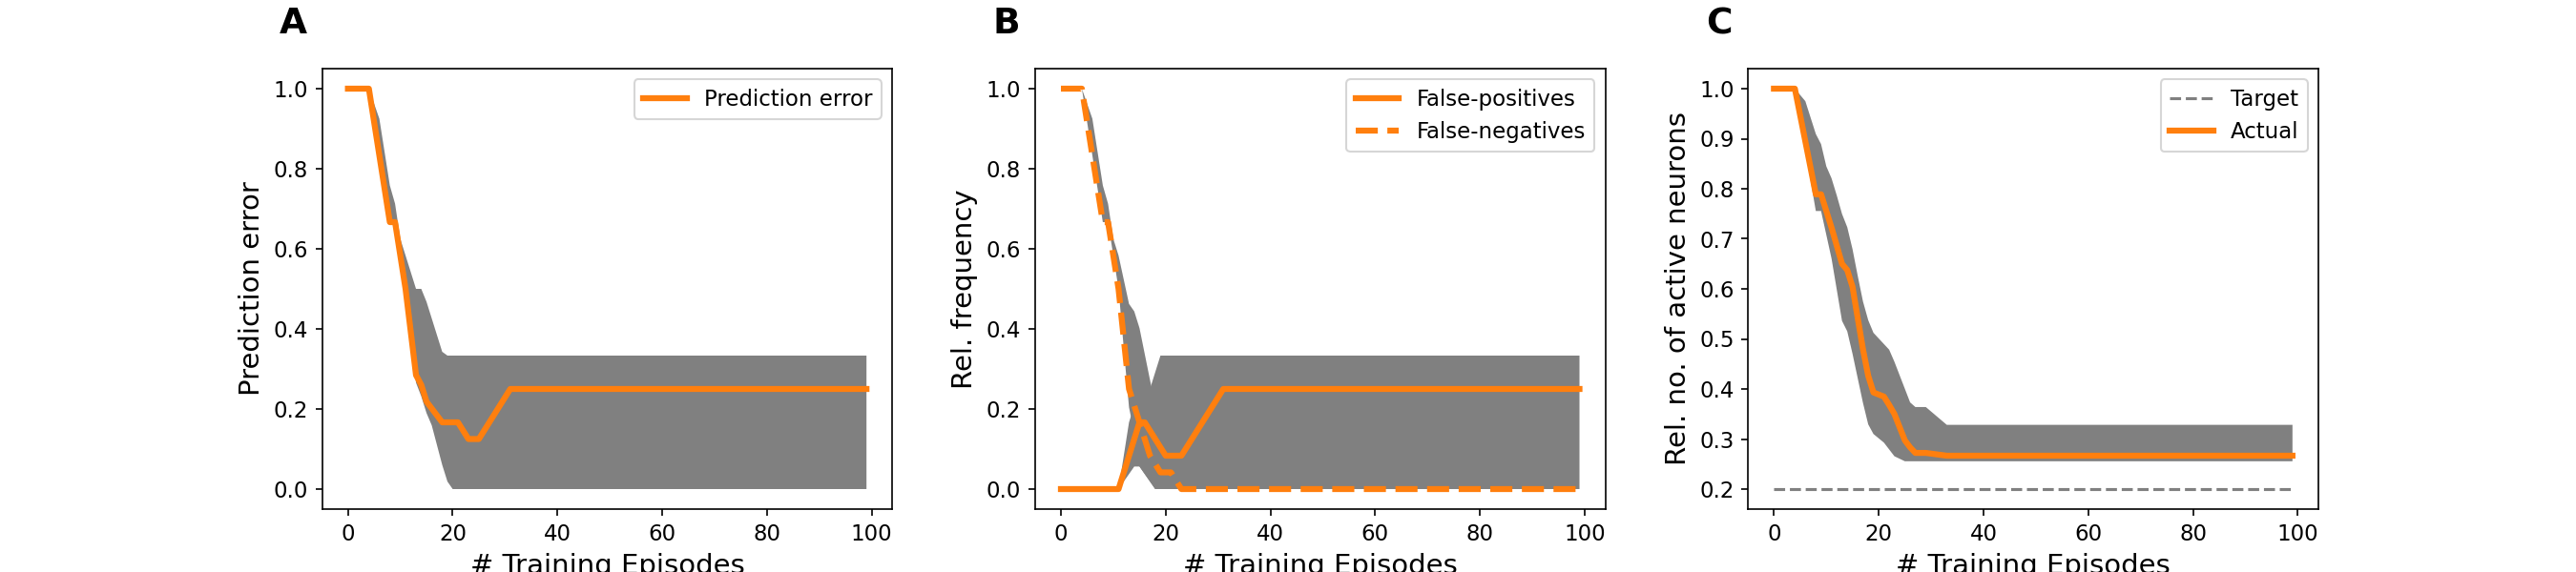 A
Prediction error
1.0
0.8
0.6
0.4
0.2
0.0
0 20 40 60 80 100
# Training Episodes
Prediction error
B
False-positives
False-negatives
1.0
0.8
0.6
0.4
0.2
0.0
0 20 40 60 80 100
# Training Episodes
Rel. frequency
C
Target
Actual
1.0
0.9
0.8
0.7
0.6
0.5
0.4
0.3
0.2
0 20 40 60 80 100
# Training Episodes
Rel. no. of active neurons